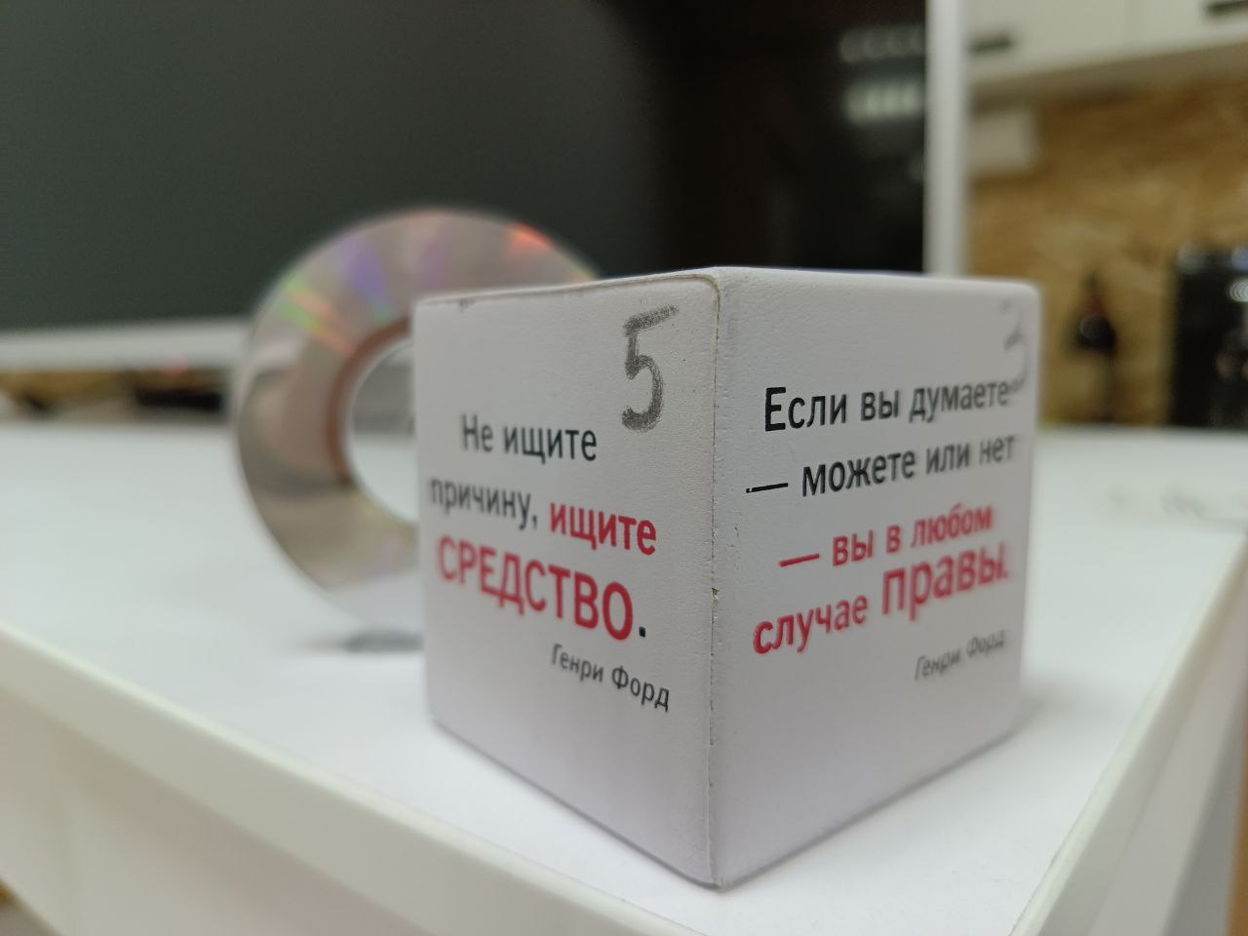 5
Не ищите
причину, ищите
СРЕДСТВО.
Генри Форд
Если вы думаете
— можете или нет
— вы в любом
случае правы.
Генри Форд